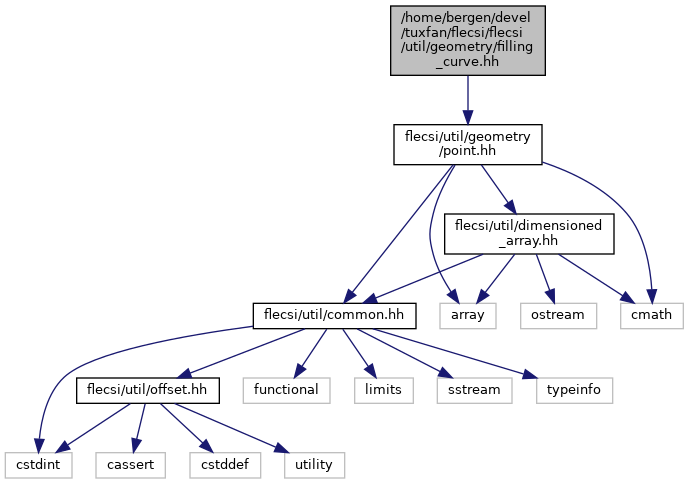 /home/bergen/devel
/tuxfan/flecsi/flecsi
/util/geometry/filling
_curve.hh
flecsi/util/geometry
/point.hh
flecsi/util/dimensioned
_array.hh
flecsi/util/common.hh
array
ostream
cmath
flecsi/util/offset.hh
functional
limits
sstream
typeinfo
cstdint
cassert
cstddef
utility